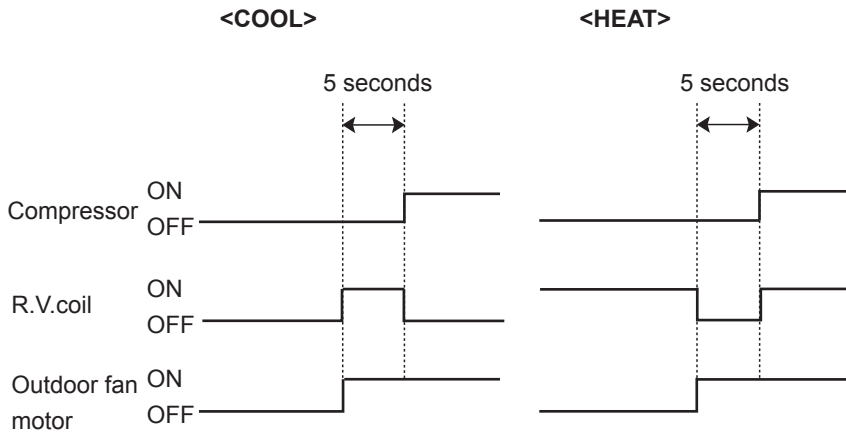 <COOL> <HEAT>
5 seconds 5 seconds
Compressor ON
OFF
R.V.coil ON
OFF
Outdoor fan motor ON
OFF